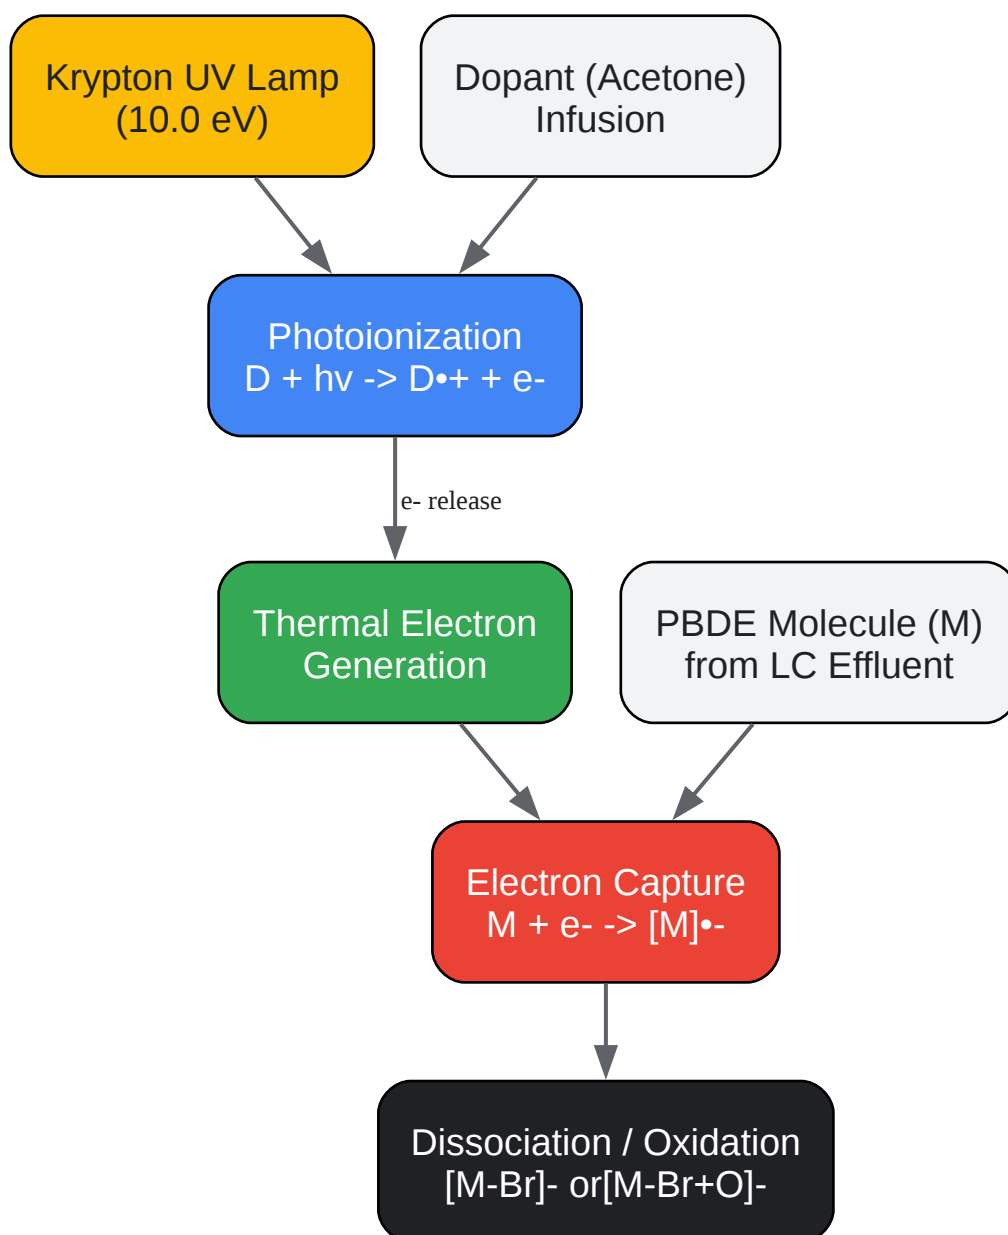 Krypton UV Lamp
(10.0 eV)
Dopant (Acetone)
Infusion
Photoionization
D + hv -> D•+ + e-
e- release
Thermal Electron
Generation
PBDE Molecule (M)
from LC Effluent
Electron Capture
M + e- -> [M]•-
Dissociation / Oxidation
[M-Br]- or[M-Br+O]-